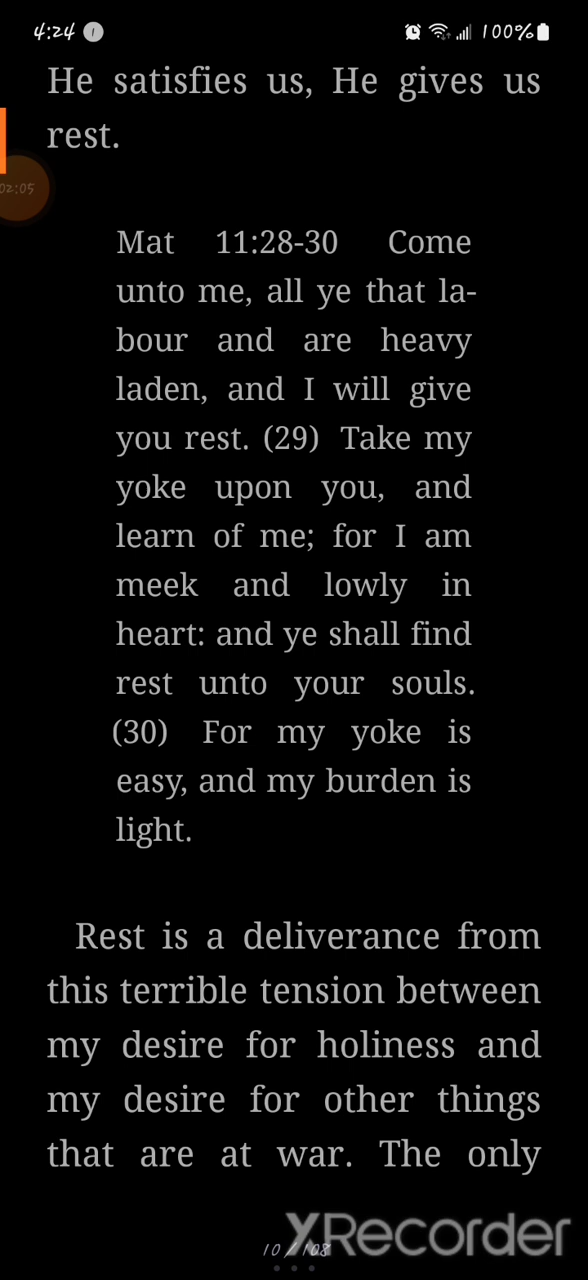 4:24
100%
He satisfies us, He gives us
rest.
02:05
Mat 11:28-30 Come
unto me, all ye that la-
bour and are heavy
laden, and I will give
you rest. (29) Take my
yoke upon you, and
learn of me; for I am
meek and lowly in
heart: and ye shall find
rest unto your souls.
(30) For my yoke is
easy, and my burden is
light.
Rest is a deliverance from
this terrible tension between
my desire for holiness and
my desire for other things
that are at war. The only
10 / 108
XRecorder